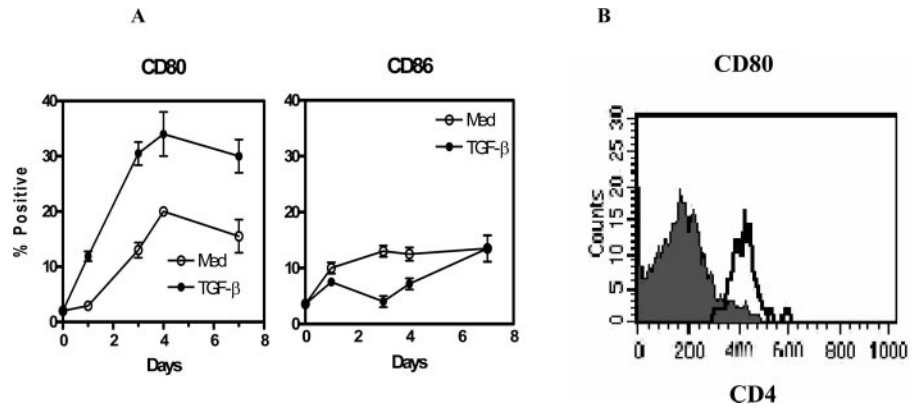 A
B
CD80
CD86
CD80
40
30
20
10
0
% Positive
Med
TGF-β
0 2 4 6 8
Days
40
30
20
10
0
Med
TGF-β
0 2 4 6 8
Days
Counts
0 5 10 15 20 25 30
0 200 400 600 800 1000
CD4